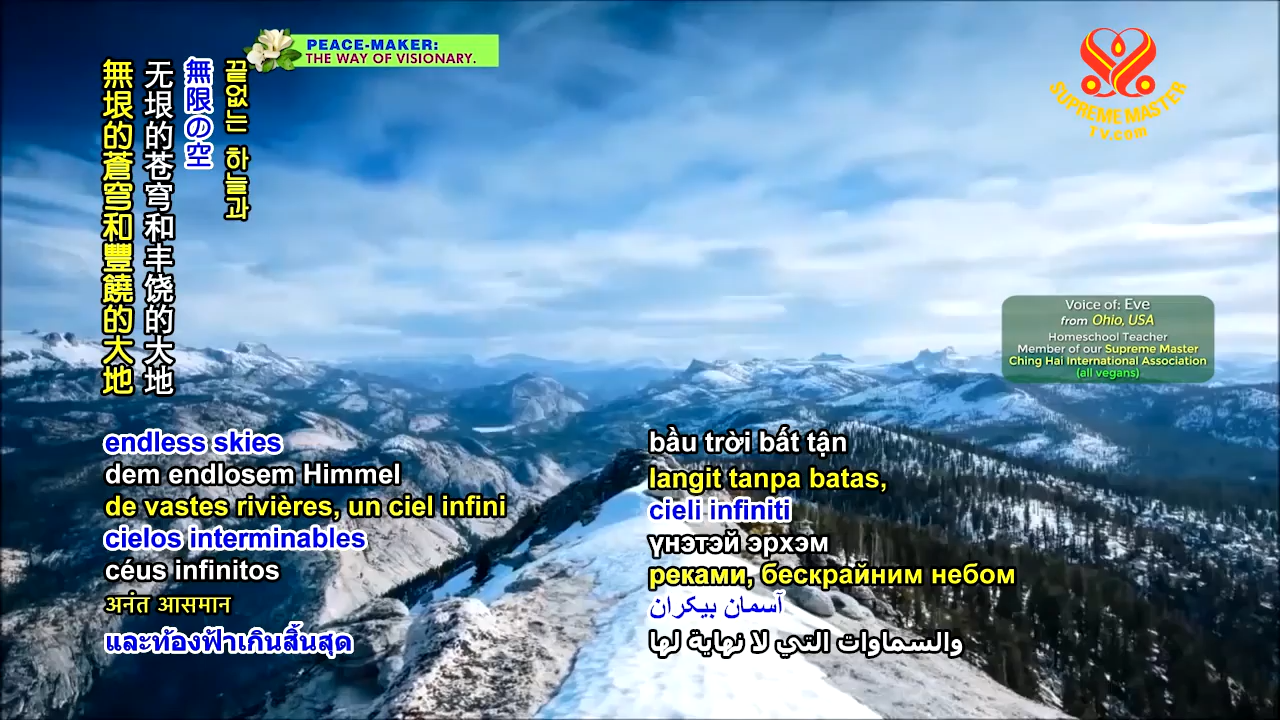 PEACE-MAKER:
THE WAY OF VISIONARY.
SUPREME MASTER
TV.com
끝없는 하늘과
無限の空
无垠的苍穹和丰饶的大地
無垠的蒼穹和豐饒的大地
Voice of: Eve
from Ohio, USA
Homeschool Teacher
Member of our Supreme Master
Ching Hai International Association
(all vegans)
endless skies
dem endlosem Himmel
de vastes rivières, un ciel infini
cielos interminables
céus infinitos
अनंत आसमान
และท้องฟ้าเกินสิ้นสุด
bầu trời bất tận
langit tanpa batas,
cieli infiniti
үнэтэй эрхэм
реками, бескрайним небом
آسمان بیکران
والسماوات التي لا نهاية لها